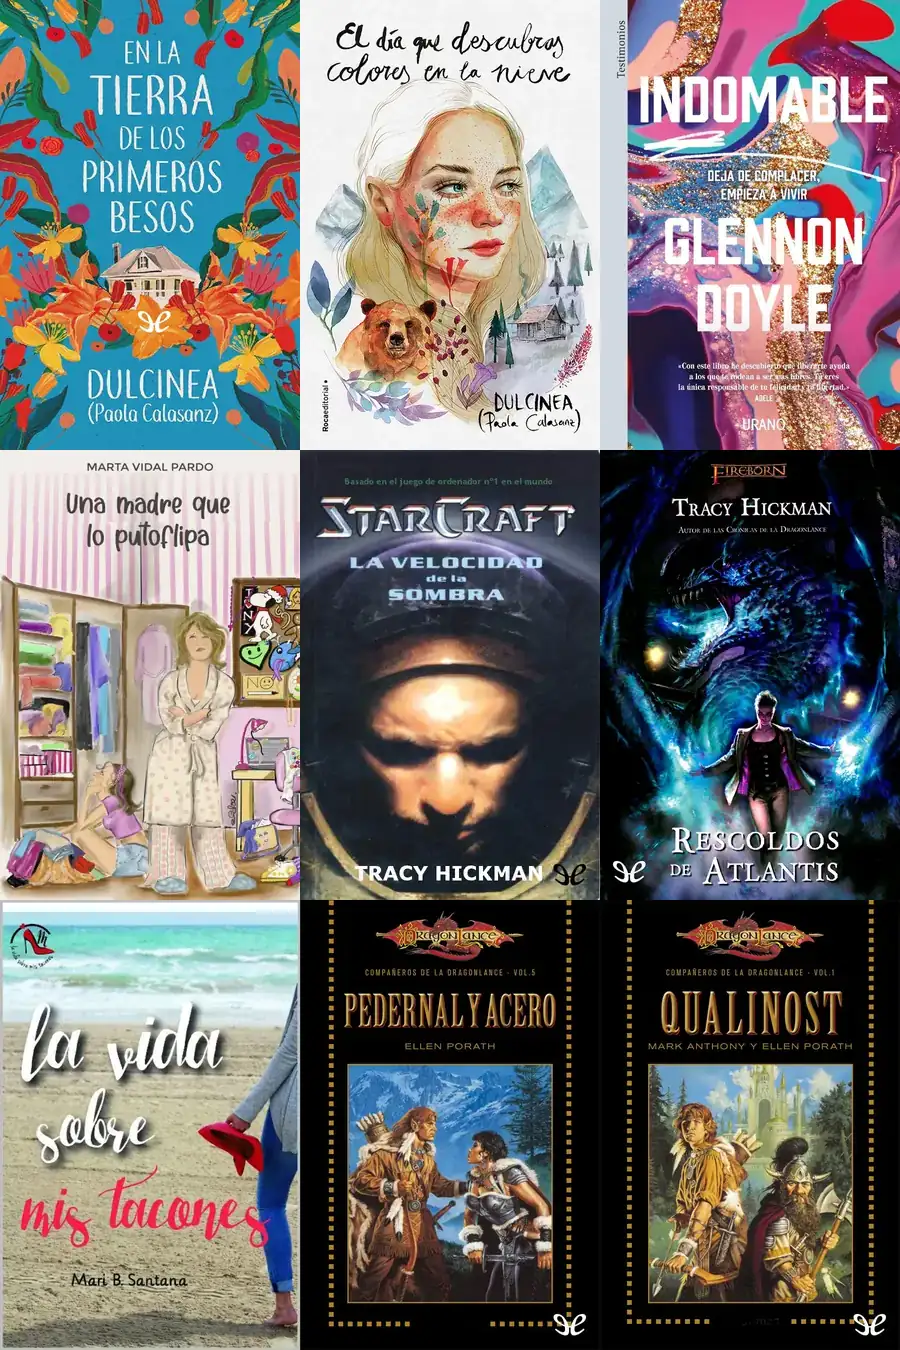 EN LA
TIERRA
DE LOS
PRIMEROS
BESOS
DULCINEA
(Paola Calasanz)
El día que descubras
colores en la nieve
Rocaeditorial
DULCINEA
(Paola Calasanz)
Testimonios
INDOMABLE
DEJA DE COMPLACER,
EMPIEZA A VIVIR
GLENNON
DOYLE
«Con este libro he descubierto que liberarte ayuda
a los que te rodean a ser más libres. Tú eres
la única responsable de tu felicidad y tu libertad.»
ADELE
URANO
MARTA VIDAL PARDO
Una madre que
lo putoflipa
NO
Basado en el juego de ordenador nº1 en el mundo
STARCRAFT
LA VELOCIDAD
de la
SOMBRA
TRACY HICKMAN
FIREBORN
TRACY HICKMAN
AUTOR DE LAS CRÓNICAS DE LA DRAGONLANCE
RESCOLDOS
DE ATLANTIS
la vida
sobre
mis tacones
Mari B. Santana
DRAGONLANCE
COMPAÑEROS DE LA DRAGONLANCE · VOL.5
PEDERNAL Y ACERO
ELLEN PORATH
DRAGONLANCE
COMPAÑEROS DE LA DRAGONLANCE · VOL.1
QUALINOST
MARK ANTHONY Y ELLEN PORATH